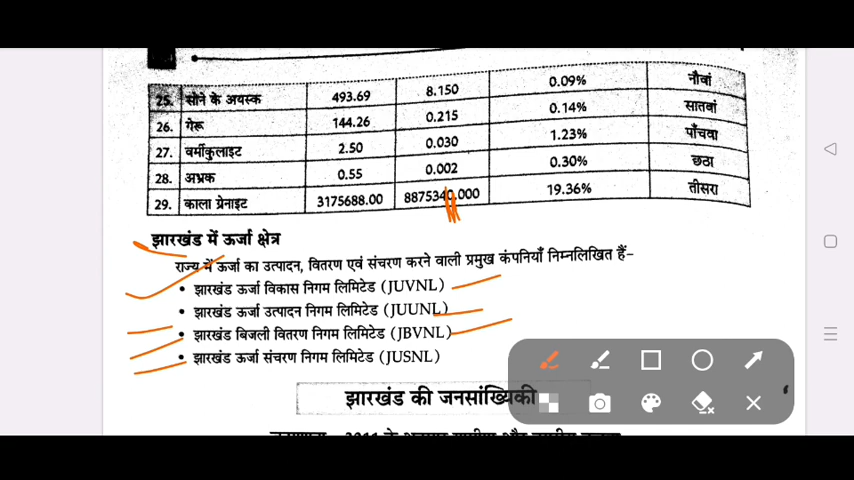 25. सोने के अयस्क 493.69 8.150 0.09% नौवां
26. गेरू 144.26 0.215 0.14% सातवां
27. वर्मीकुलाइट 2.50 0.030 1.23% पाँचवा
28. अभ्रक 0.55 0.002 0.30% छठा
29. काला ग्रेनाइट 3175688.00 8875340.000 19.36% तीसरा
झारखंड में ऊर्जा क्षेत्र
राज्य में ऊर्जा का उत्पादन, वितरण एवं संचरण करने वाली प्रमुख कंपनियाँ निम्नलिखित हैं–
• झारखंड ऊर्जा विकास निगम लिमिटेड (JUVNL)
• झारखंड ऊर्जा उत्पादन निगम लिमिटेड (JUUNL)
• झारखंड बिजली वितरण निगम लिमिटेड (JBVNL)
• झारखंड ऊर्जा संचरण निगम लिमिटेड (JUSNL)
झारखंड की जनसांख्यिकी